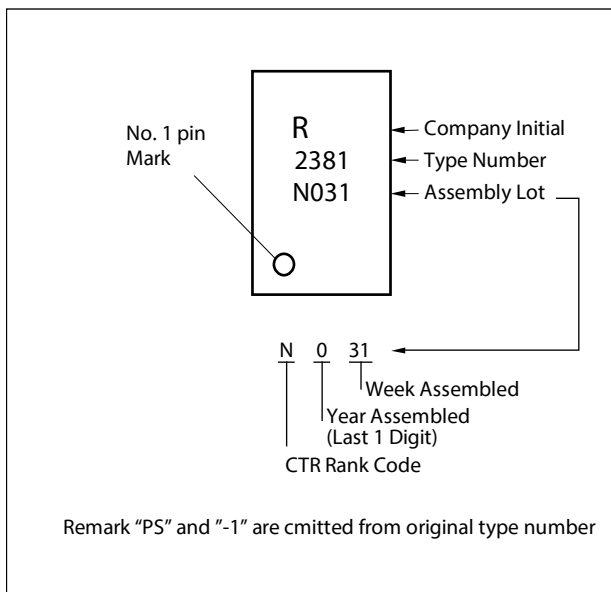 R
2381
N031
No. 1 pin
Mark
Company Initial
Type Number
Assembly Lot
N 0 31
Week Assembled
Year Assembled
(Last 1 Digit)
CTR Rank Code
Remark “PS” and ”-1” are cmitted from original type number